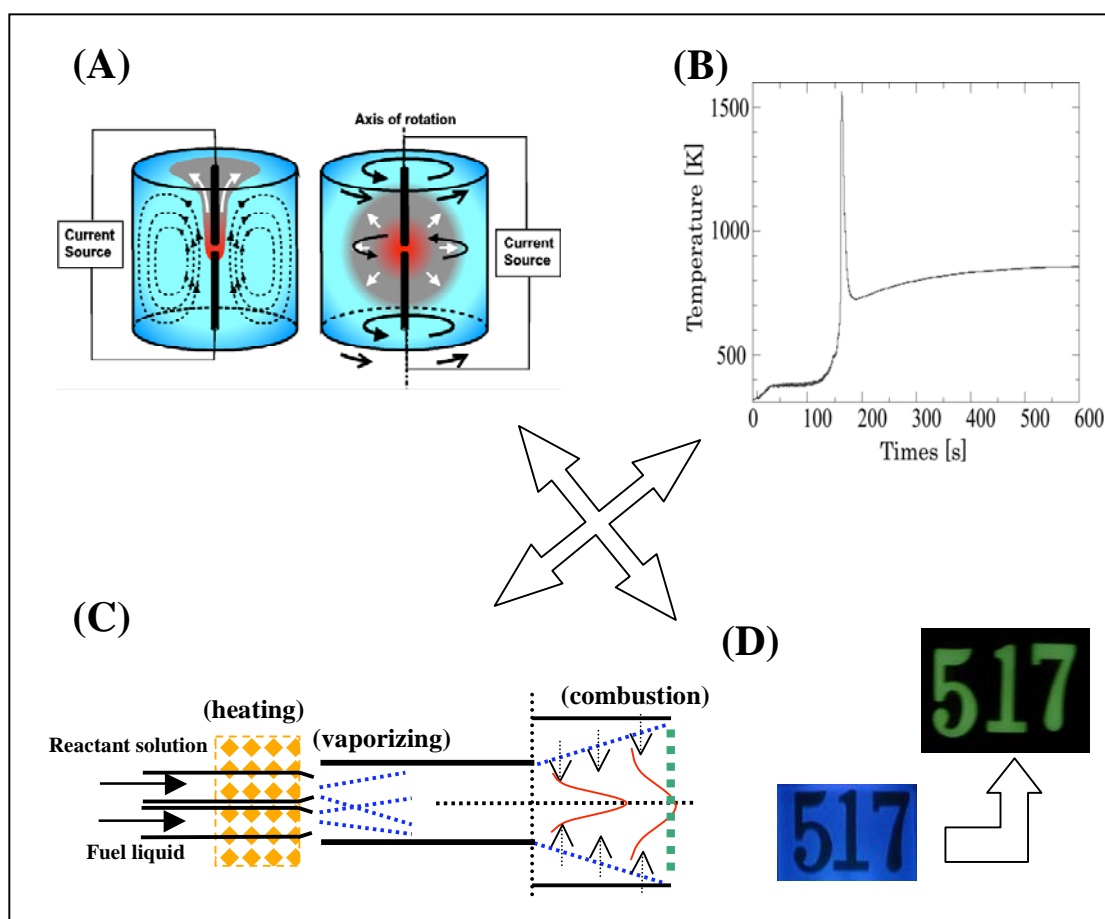 (A)
Axis of rotation
Current
Source
Current
Source
(B)
1500
1000
500
Temperature [K]
0 100 200 300 400 500 600
Times [s]
(C)
(heating)
(vaporizing)
(combustion)
Reactant solution
Fuel liquid
(D)
517
517